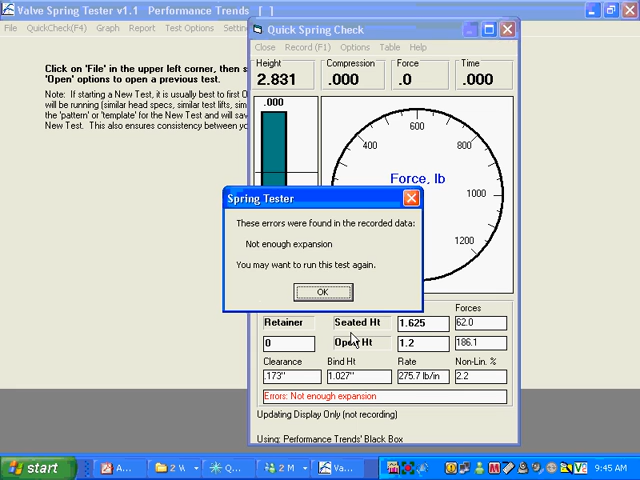 Valve Spring Tester v1.1 Performance Trends [ ]
File QuickCheck(F4) Graph Report Test Options Settings
Click on 'File' in the upper left corner, then s
'Open' options to open a previous test.
Note: If starting a New Test, it is usually best to first O
will be running (similar head specs, similar test lifts, sim
the 'pattern' or 'template' for the New Test and will sav
New Test. This also ensures consistency between yo
Quick Spring Check
Close Record (F1) Options Table Help
Height Compression Force Time
2.831 .000 .0 .000
.000
400 600 1000 1200
Force, lb
Spring Tester
These errors were found in the recorded data:
Not enough expansion
You may want to run this test again.
OK
Forces
Retainer Seated Ht 1.625 62.0
0 Open Ht 1.2 186.1
Clearance Bind Ht Rate Non-Lin. %
.173" 1.027" 275.7 lb/in 2.2
Errors: Not enough expansion
Updating Display Only (not recording)
Using: Performance Trends' Black Box
start A... 2 Q... 2 M Va... 9:45 AM